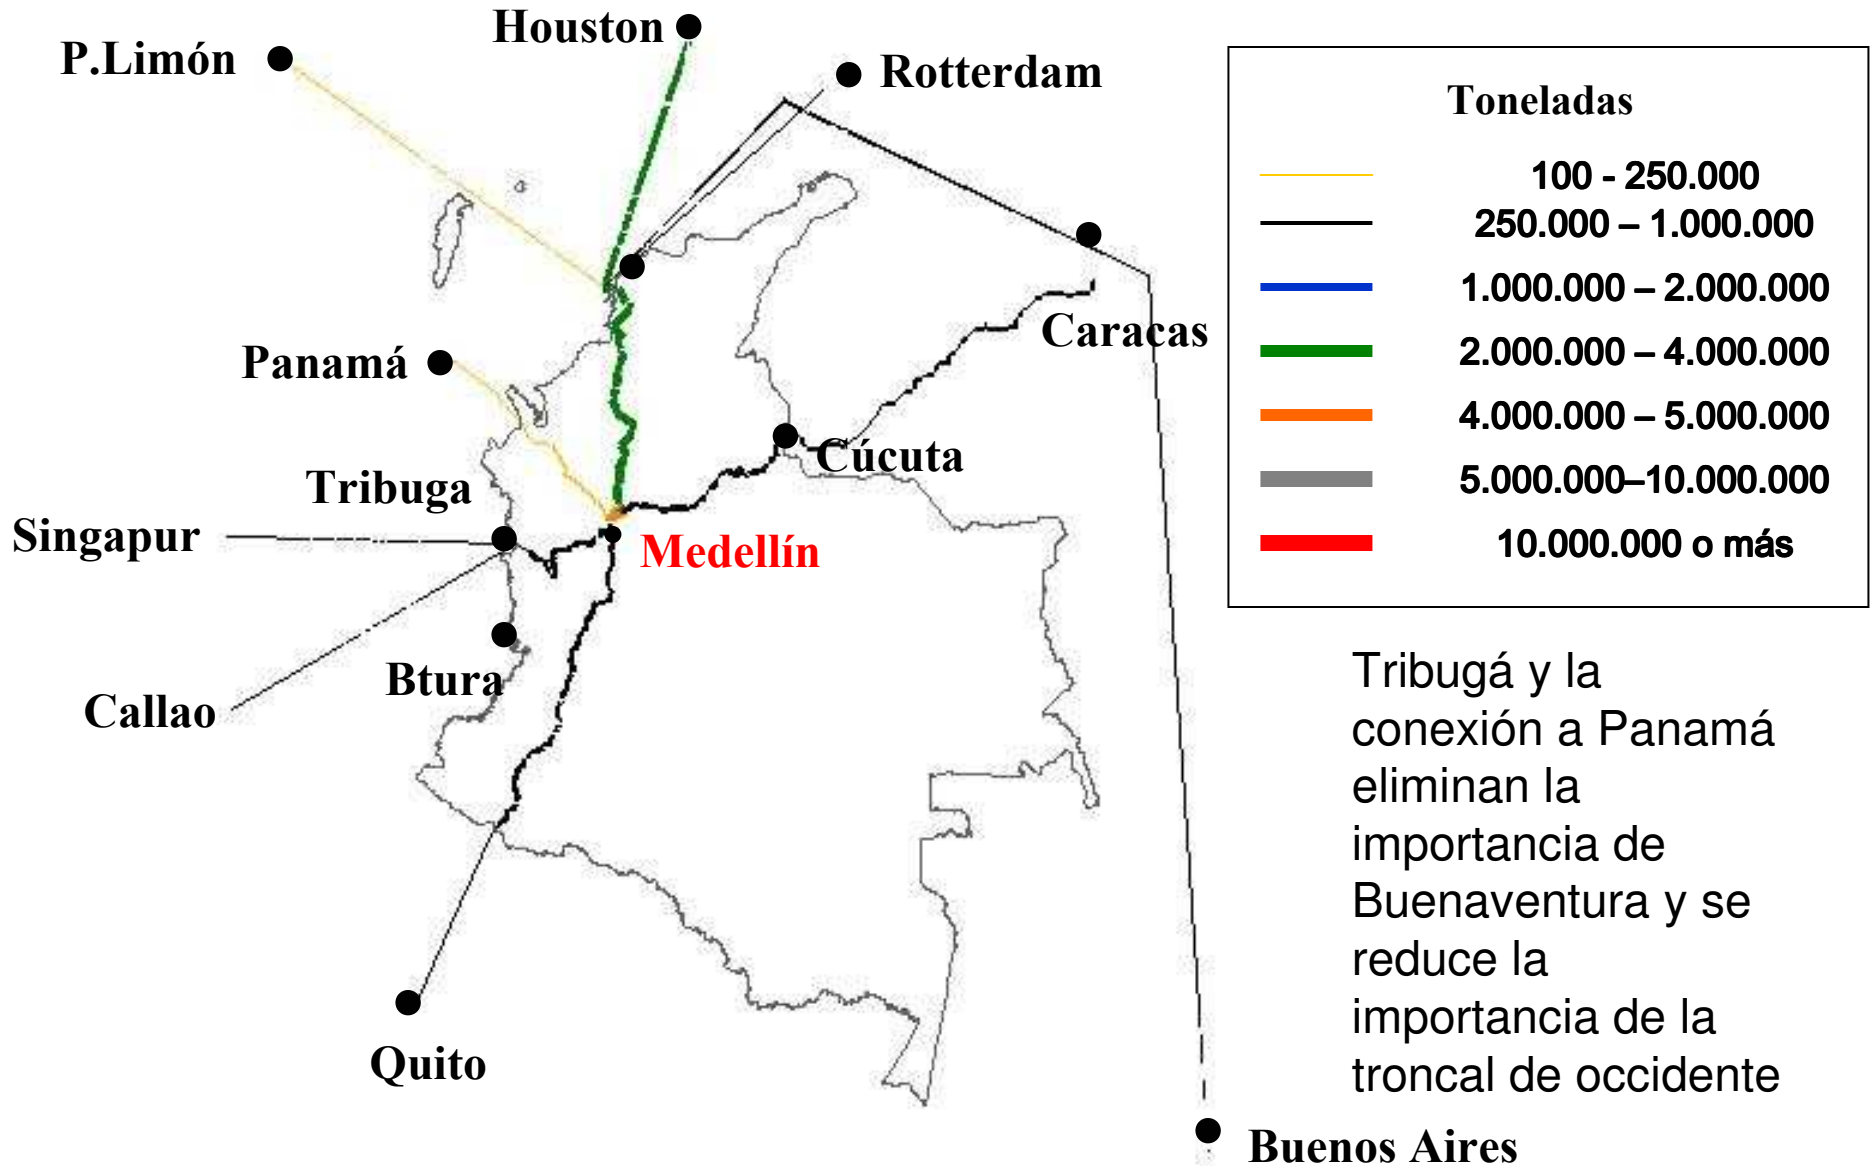 Houston
P.Limón
Rotterdam
Toneladas
100 - 250.000
250.000 – 1.000.000
1.000.000 – 2.000.000
2.000.000 – 4.000.000
4.000.000 – 5.000.000
5.000.000–10.000.000
10.000.000 o más
Caracas
Panamá
Cúcuta
Tribuga
Singapur
Medellín
Btura
Callao
Quito
Buenos Aires
Tribugá y la
conexión a Panamá
eliminan la
importancia de
Buenaventura y se
reduce la
importancia de la
troncal de occidente